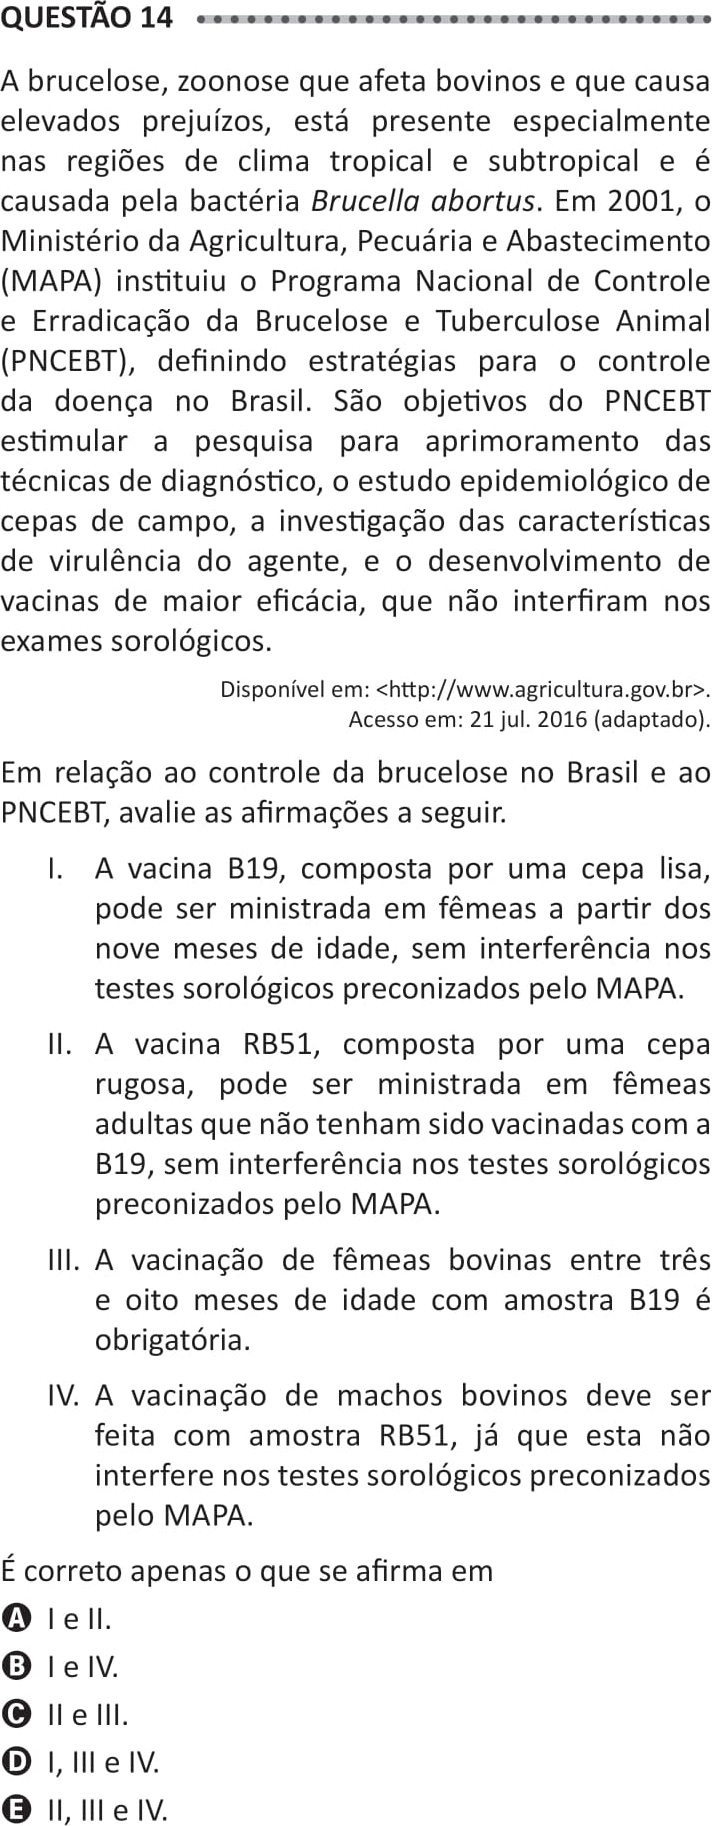 QUESTÃO 14
A brucelose, zoonose que afeta bovinos e que causa
elevados prejuízos, está presente especialmente
nas regiões de clima tropical e subtropical e é
causada pela bactéria Brucella abortus. Em 2001, o
Ministério da Agricultura, Pecuária e Abastecimento
(MAPA) instituiu o Programa Nacional de Controle
e Erradicação da Brucelose e Tuberculose Animal
(PNCEBT), definindo estratégias para o controle
da doença no Brasil. São objetivos do PNCEBT
estimular a pesquisa para aprimoramento das
técnicas de diagnóstico, o estudo epidemiológico de
cepas de campo, a investigação das características
de virulência do agente, e o desenvolvimento de
vacinas de maior eficácia, que não interfiram nos
exames sorológicos.
Disponível em: <http://www.agricultura.gov.br>.
Acesso em: 21 jul. 2016 (adaptado).
Em relação ao controle da brucelose no Brasil e ao
PNCEBT, avalie as afirmações a seguir.
I. A vacina B19, composta por uma cepa lisa,
pode ser ministrada em fêmeas a partir dos
nove meses de idade, sem interferência nos
testes sorológicos preconizados pelo MAPA.
II. A vacina RB51, composta por uma cepa
rugosa, pode ser ministrada em fêmeas
adultas que não tenham sido vacinadas com a
B19, sem interferência nos testes sorológicos
preconizados pelo MAPA.
III. A vacinação de fêmeas bovinas entre três
e oito meses de idade com amostra B19 é
obrigatória.
IV. A vacinação de machos bovinos deve ser
feita com amostra RB51, já que esta não
interfere nos testes sorológicos preconizados
pelo MAPA.
É correto apenas o que se afirma em
A I e II.
B I e IV.
C II e III.
D I, III e IV.
E II, III e IV.